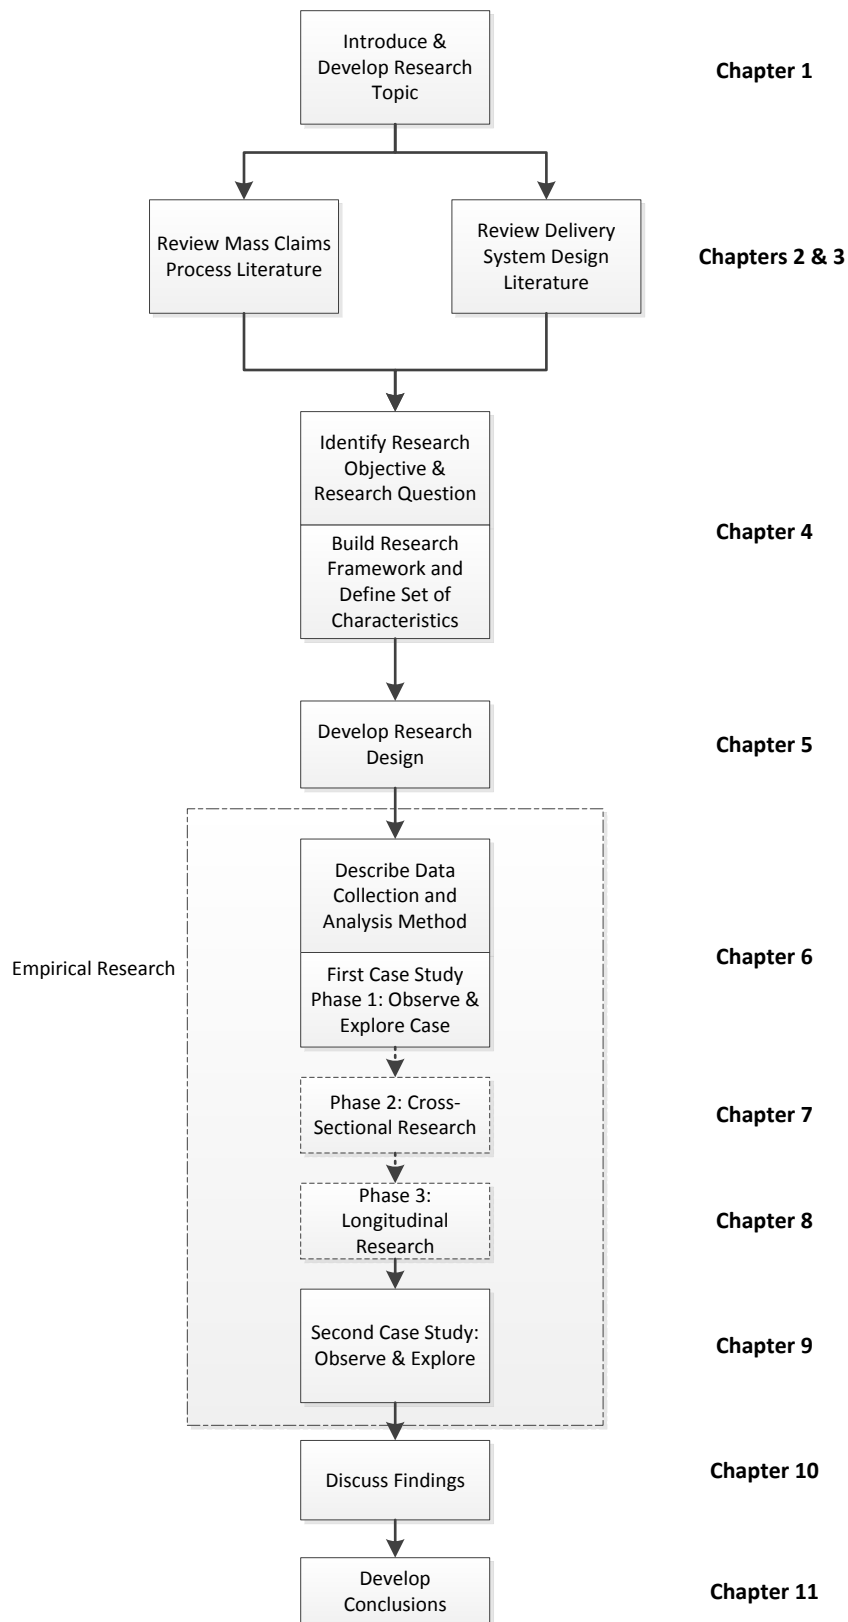 Introduce &
Develop Research
Topic
Chapter 1
Review Mass Claims
Process Literature
Review Delivery
System Design
Literature
Chapters 2 & 3
Identify Research
Objective &
Research Question
Build Research
Framework and
Define Set of
Characteristics
Chapter 4
Develop Research
Design
Chapter 5
Empirical Research
Describe Data
Collection and
Analysis Method
First Case Study
Phase 1: Observe &
Explore Case
Chapter 6
Phase 2: Cross-
Sectional Research
Chapter 7
Phase 3:
Longitudinal
Research
Chapter 8
Second Case Study:
Observe & Explore
Chapter 9
Discuss Findings
Chapter 10
Develop
Conclusions
Chapter 11